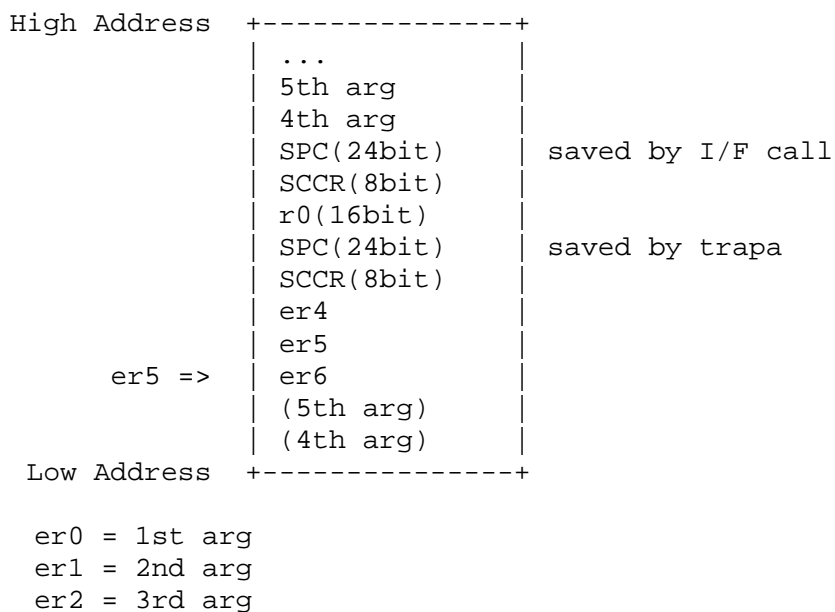 High Address  +---------------+
              | ...           |
              | 5th arg       |
              | 4th arg       |
              | SPC(24bit)    | saved by I/F call
              | SCCR(8bit)    |
              | r0(16bit)     |
              | SPC(24bit)    | saved by trapa
              | SCCR(8bit)    |
              | er4           |
              | er5           |
      er5 =>  | er6           |
              | (5th arg)     |
              | (4th arg)     |
 Low Address  +---------------+
 er0 = 1st arg
 er1 = 2nd arg
 er2 = 3rd arg